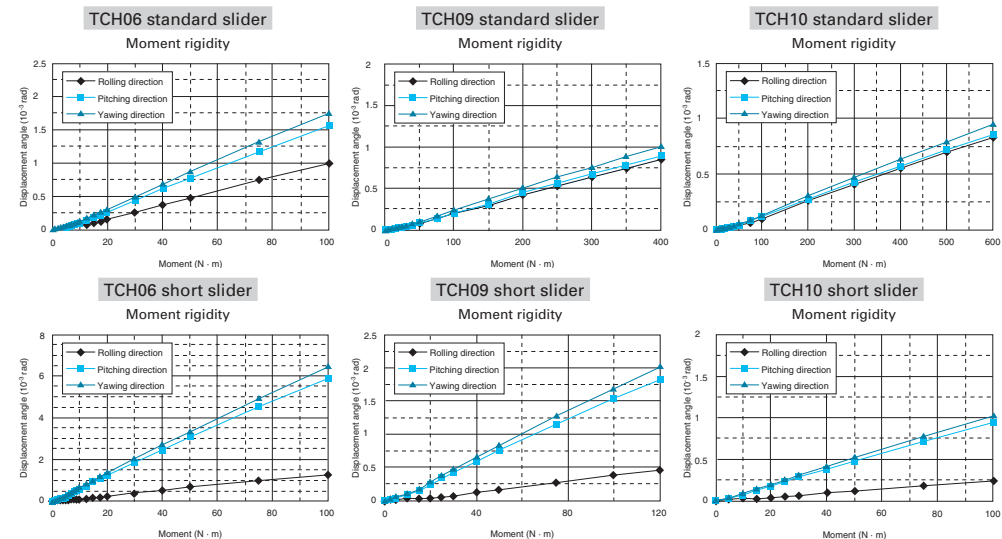 TCH06 standard slider
Moment rigidity
2.5
2
1.5
1
0.5
0
Displacement angle (10⁻³ rad)
Rolling direction
Pitching direction
Yawing direction
0 20 40 60 80 100
Moment (N · m)
TCH09 standard slider
Moment rigidity
2
1.5
1
0.5
0
Displacement angle (10⁻³ rad)
Rolling direction
Pitching direction
Yawing direction
0 100 200 300 400
Moment (N · m)
TCH10 standard slider
Moment rigidity
1.5
1
0.5
0
Displacement angle (10⁻³ rad)
Rolling direction
Pitching direction
Yawing direction
0 100 200 300 400 500 600
Moment (N · m)
TCH06 short slider
Moment rigidity
8
6
4
2
0
Displacement angle (10⁻³ rad)
Rolling direction
Pitching direction
Yawing direction
0 20 40 60 80 100
Moment (N · m)
TCH09 short slider
Moment rigidity
2.5
2
1.5
1
0.5
0
Displacement angle (10⁻³ rad)
Rolling direction
Pitching direction
Yawing direction
0 40 80 120
Moment (N · m)
TCH10 short slider
Moment rigidity
2
1.5
1
0.5
0
Displacement angle (10⁻³ rad)
Rolling direction
Pitching direction
Yawing direction
0 20 40 60 80 100
Moment (N · m)